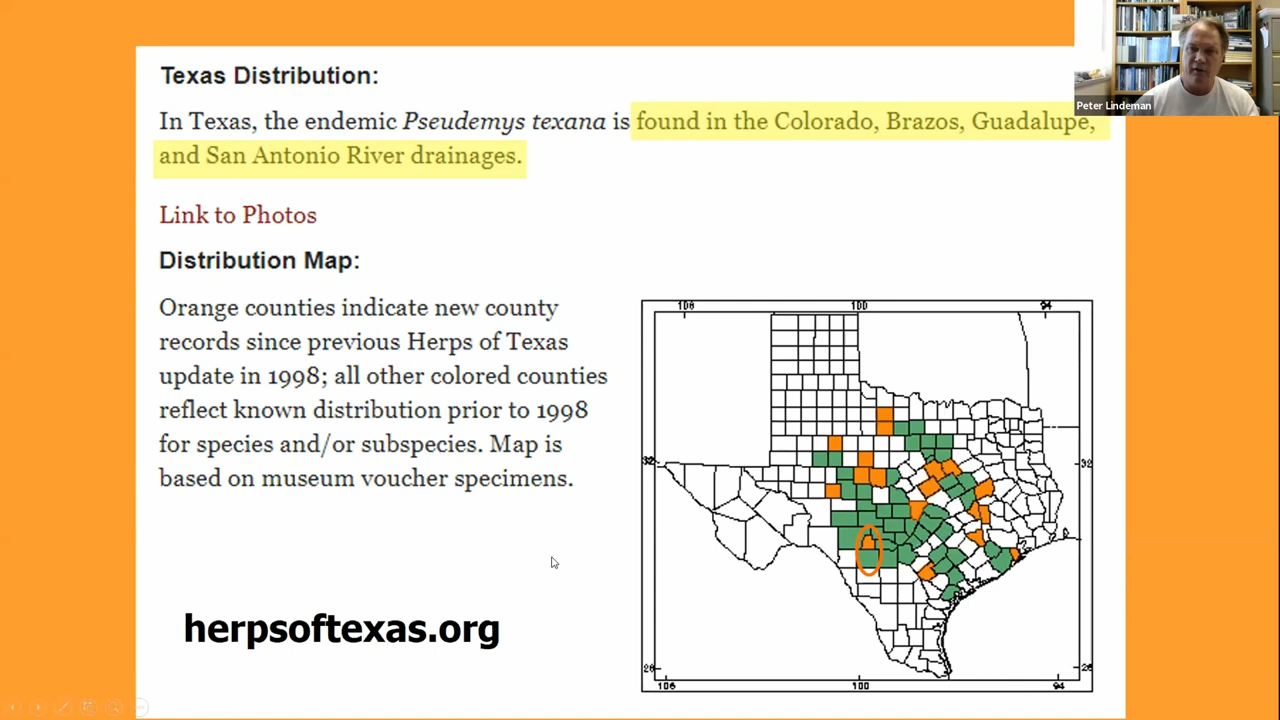 Texas Distribution:
In Texas, the endemic Pseudemys texana is found in the Colorado, Brazos, Guadalupe,
and San Antonio River drainages.
Peter Lindeman
Link to Photos
Distribution Map:
Orange counties indicate new county
records since previous Herps of Texas
update in 1998; all other colored counties
reflect known distribution prior to 1998
for species and/or subspecies. Map is
based on museum voucher specimens.
106 100 94
32 32
26 26
106 100 94
herpsoftexas.org